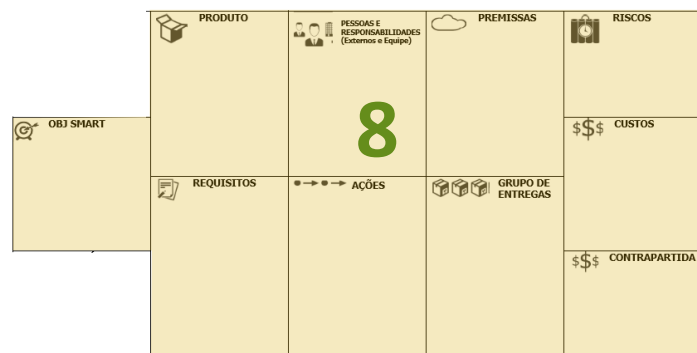 PRODUTO
PESSOAS E
RESPONSABILIDADES
(Externos e Equipe)
PREMISSAS
RISCOS
8
OBJ SMART
$$$ CUSTOS
REQUISITOS
AÇÕES
GRUPO DE
ENTREGAS
$$$ CONTRAPARTIDA